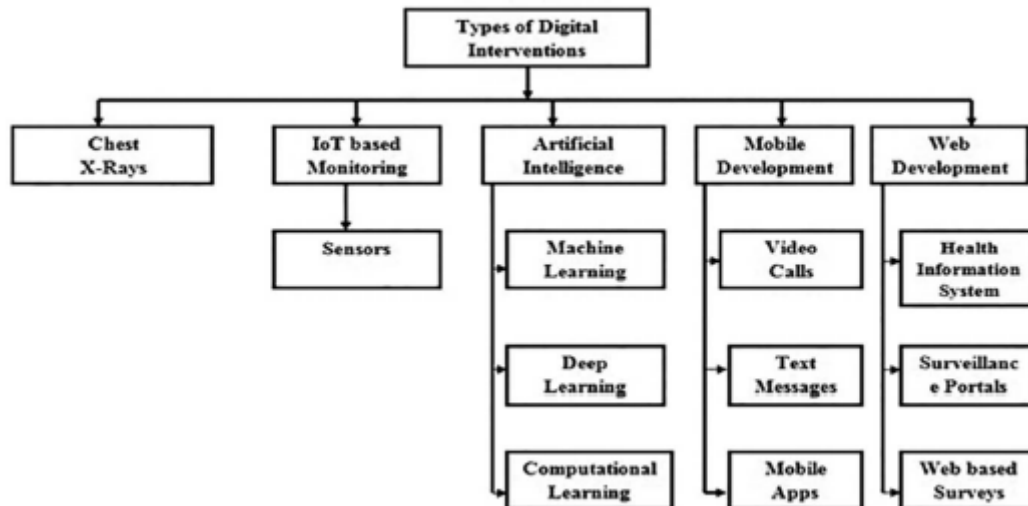 Types of Digital
Interventions
Chest
X-Rays
IoT based
Monitoring
Artificial
Intelligence
Mobile
Development
Web
Development
Sensors
Machine
Learning
Video
Calls
Health
Information
System
Deep
Learning
Text
Messages
Surveillanc
e Portals
Computational
Learning
Mobile
Apps
Web based
Surveys